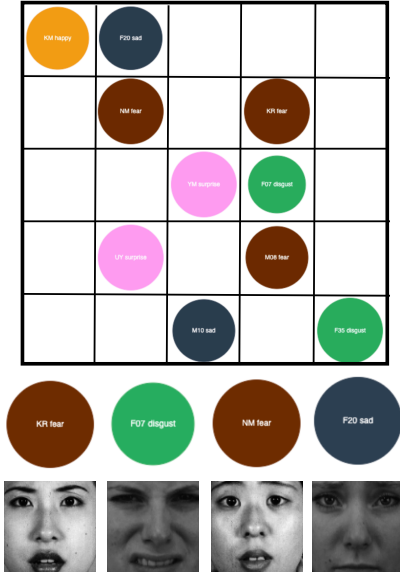 KM happy
F20 sad
NM fear
KR fear
YM surprise
F07 disgust
UY surprise
M08 fear
M10 sad
F35 disgust
KR fear
F07 disgust
NM fear
F20 sad